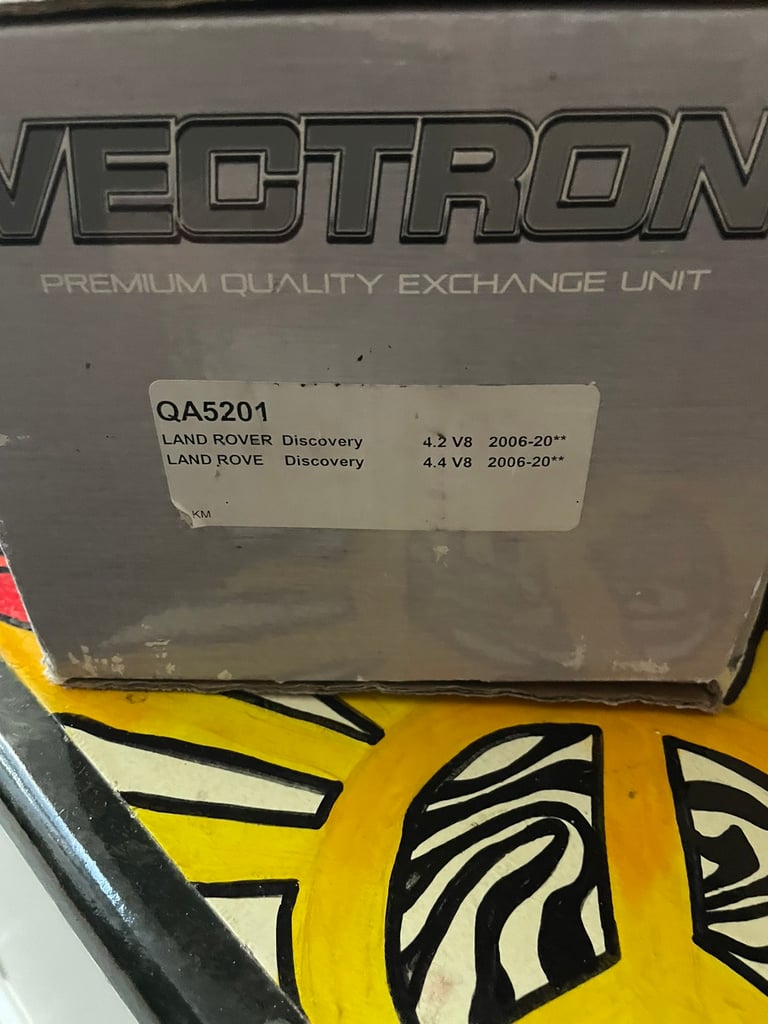 VECTRON
PREMIUM QUALITY EXCHANGE UNIT
QA5201
LAND ROVER Discovery 4.2 V8 2006-20**
LAND ROVE Discovery 4.4 V8 2006-20**
KM